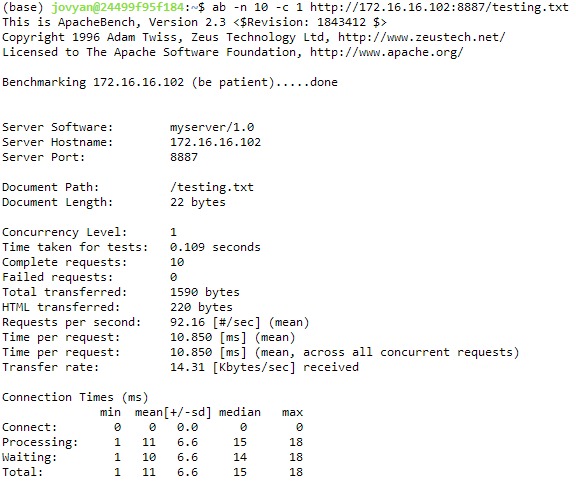 (base) jovyan@24499f95f184:~$ ab -n 10 -c 1 http://172.16.16.102:8887/testing.txt
This is ApacheBench, Version 2.3 <$Revision: 1843412 $>
Copyright 1996 Adam Twiss, Zeus Technology Ltd, http://www.zeustech.net/
Licensed to The Apache Software Foundation, http://www.apache.org/

Benchmarking 172.16.16.102 (be patient).....done


Server Software:        myserver/1.0
Server Hostname:        172.16.16.102
Server Port:            8887

Document Path:          /testing.txt
Document Length:        22 bytes

Concurrency Level:      1
Time taken for tests:   0.109 seconds
Complete requests:      10
Failed requests:        0
Total transferred:      1590 bytes
HTML transferred:       220 bytes
Requests per second:    92.16 [#/sec] (mean)
Time per request:       10.850 [ms] (mean)
Time per request:       10.850 [ms] (mean, across all concurrent requests)
Transfer rate:          14.31 [Kbytes/sec] received

Connection Times (ms)
              min  mean[+/-sd] median   max
Connect:        0    0   0.0      0       0
Processing:     1   11   6.6     15      18
Waiting:        1   10   6.6     14      18
Total:          1   11   6.6     15      18